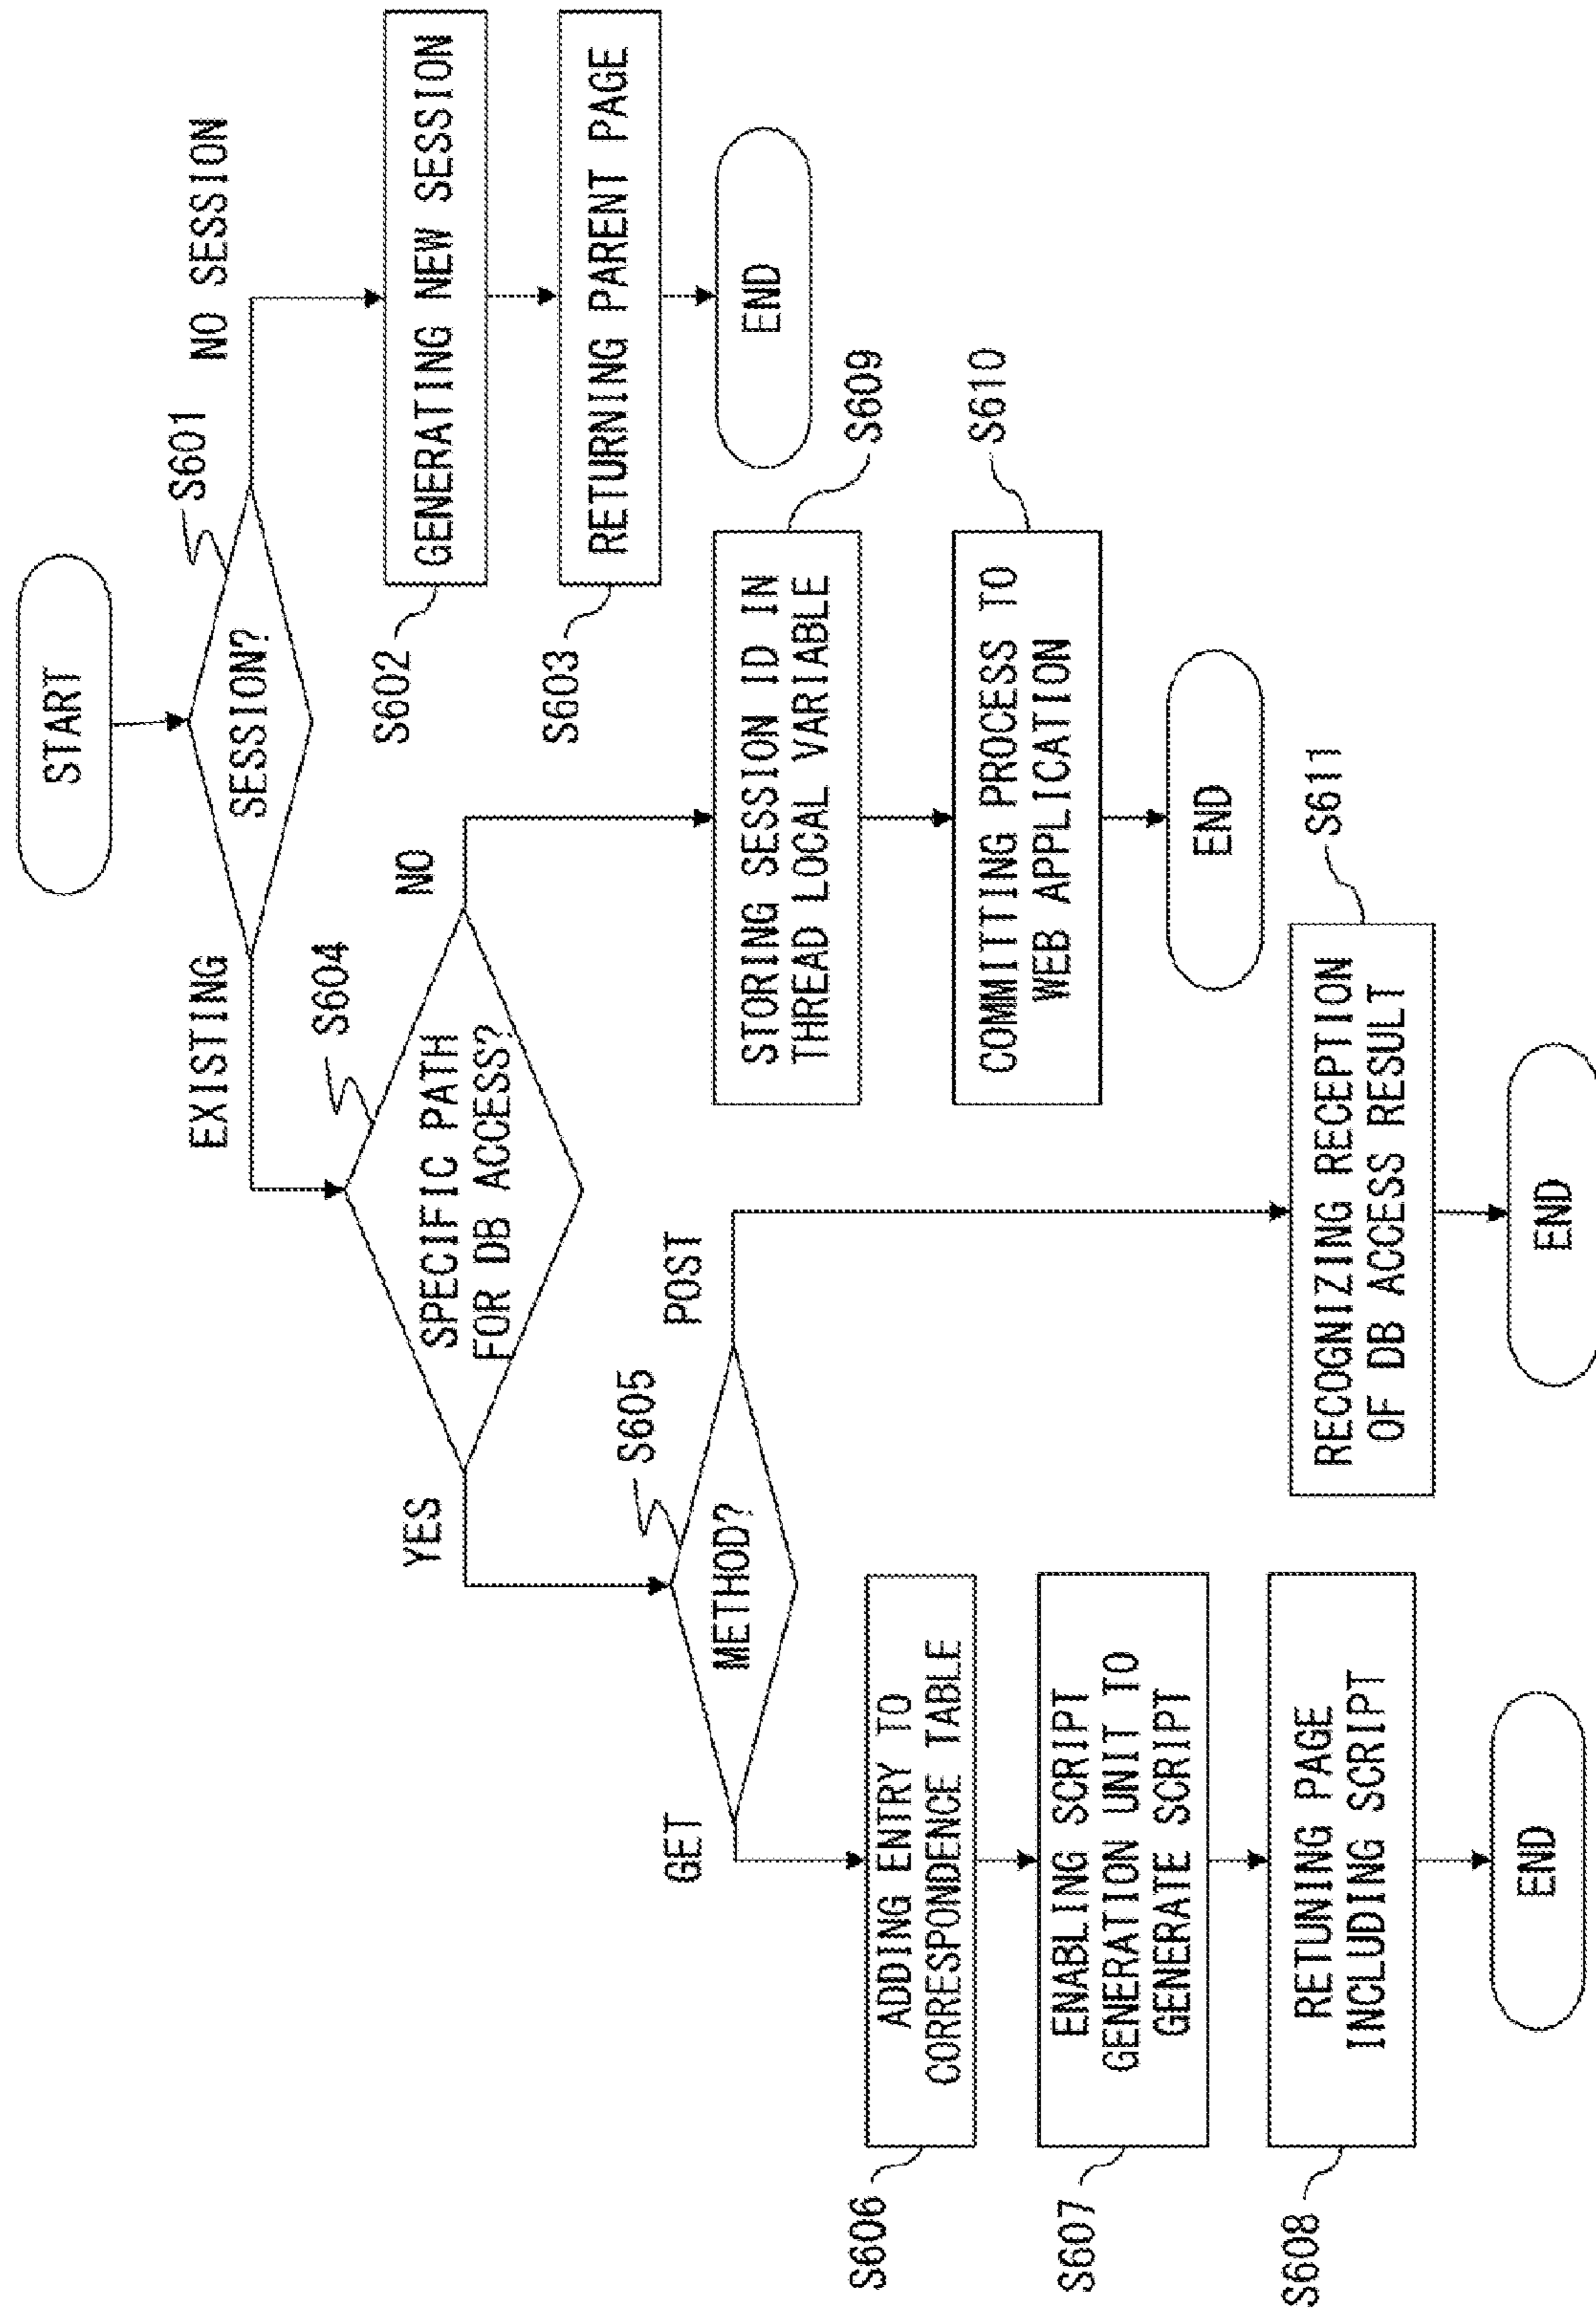 START
S601
SESSION?
NO SESSION
EXISTING
S602
GENERATING NEW SESSION
S603
RETURNING PARENT PAGE
END
S604
SPECIFIC PATH
FOR DB ACCESS?
NO
YES
S609
STORING SESSION ID IN
THREAD LOCAL VARIABLE
S610
COMMITTING PROCESS TO
WEB APPLICATION
END
S605
METHOD?
POST
GET
S611
RECOGNIZING RECEPTION
OF DB ACCESS RESULT
END
S606
ADDING ENTRY TO
CORRESPONDENCE TABLE
S607
ENABLING SCRIPT
GENERATION UNIT TO
GENERATE SCRIPT
S608
RETUNING PAGE
INCLUDING SCRIPT
END